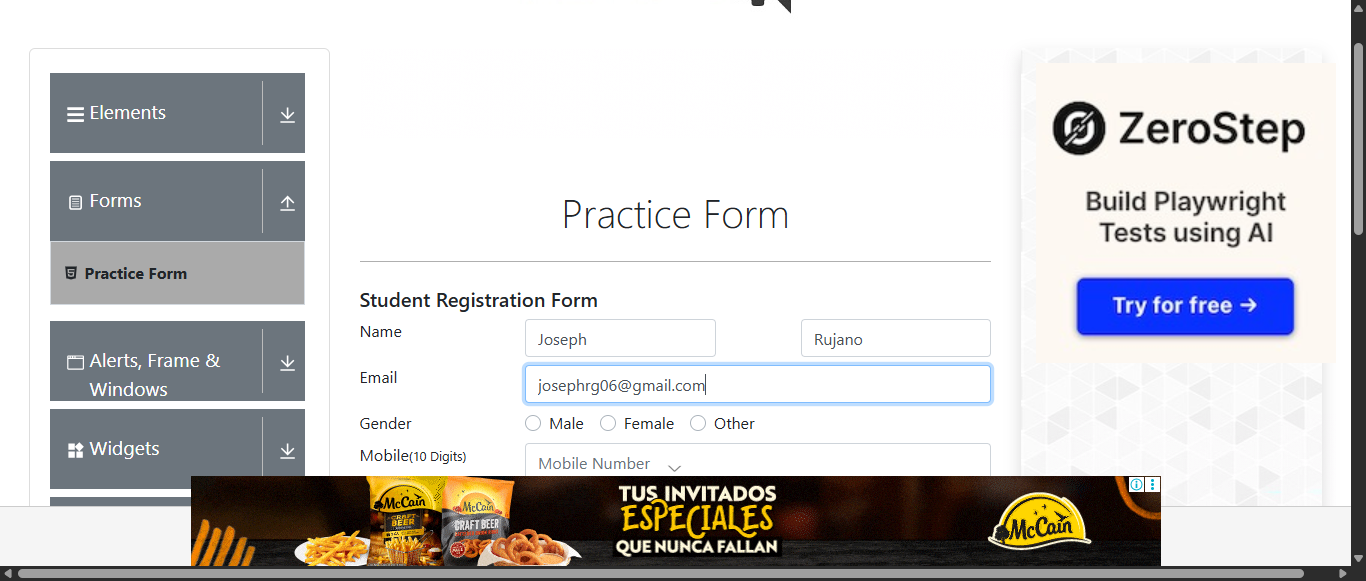 Elements
Forms
Practice Form
Alerts, Frame &
Windows
Widgets
Practice Form
Student Registration Form
Name
Joseph
Rujano
Email
josephrg06@gmail.com
Gender
Male
Female
Other
Mobile(10 Digits)
Mobile Number
ZeroStep
Build Playwright
Tests using AI
Try for free →
McCain
CRAFT BEER
McCain
CRAFT BEER
TUS INVITADOS
ESPECIALES
QUE NUNCA FALLAN
McCain